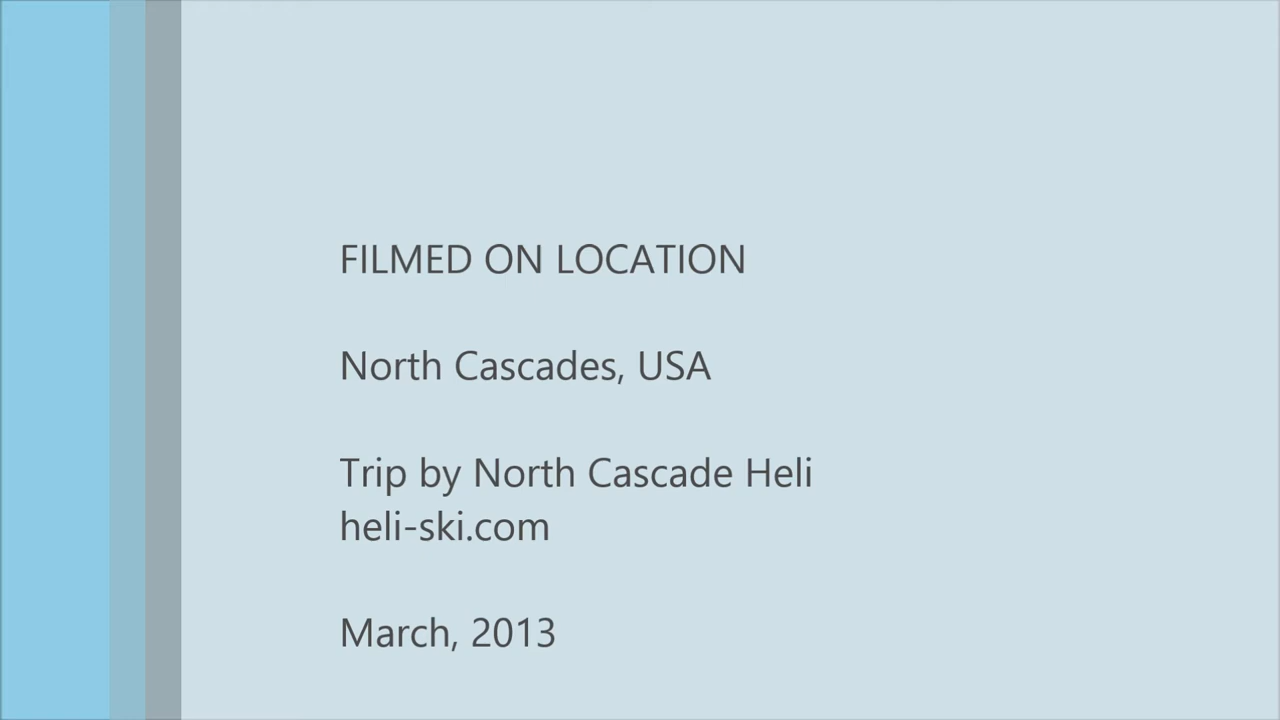 FILMED ON LOCATION
North Cascades, USA
Trip by North Cascade Heli
heli-ski.com
March, 2013